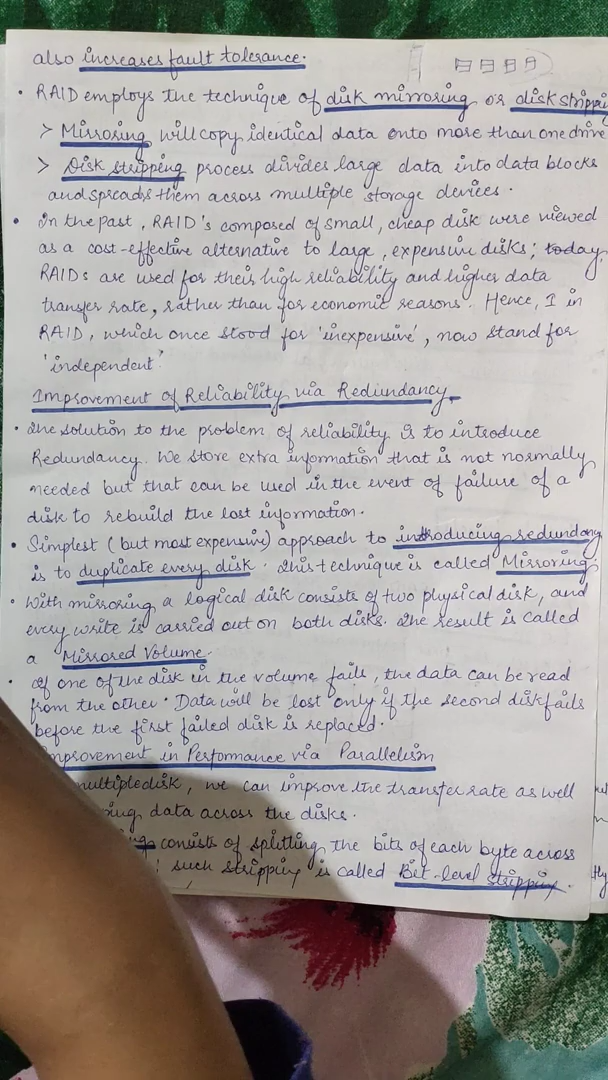 also increases fault tolerance.
• RAID employs the technique of disk mirroring or disk strippi
> Mirroring will copy identical data onto more than one drive
> Disk stripping process divides large data into data blocks
and spreads them across multiple storage devices.
• In the past, RAID's composed of small, cheap disk were viewed
as a cost-effective alternative to large, expensive disks; today,
RAIDs are used for their high reliability and higher data
transfer rate, rather than for economic reasons. Hence, I in
RAID, which once stood for 'inexpensive', now stand for
'independent'.
Improvement of Reliability via Redundancy.
• The solution to the problem of reliability is to introduce
Redundancy. We store extra information that is not normally
needed but that can be used in the event of failure of a
disk to rebuild the lost information.
• Simplest (but most expensive) approach to introducing redundany
is to duplicate every disk. This technique is called Mirroring
• With mirroring a logical disk consists of two physical disk, and
every write is carried out on both disks. The result is called
a Mirrored Volume.
• If one of the disk in the volume fails, the data can be read
from the other. Data will be lost only if the second disk fails
before the first failed disk is replaced.
mprovement in Performance via Parallelism
multiple disk, we can improve the transfer rate as well
ping data across the disks.
consists of splitting the bits of each byte across
; such stripping is called Bit-level stripping.